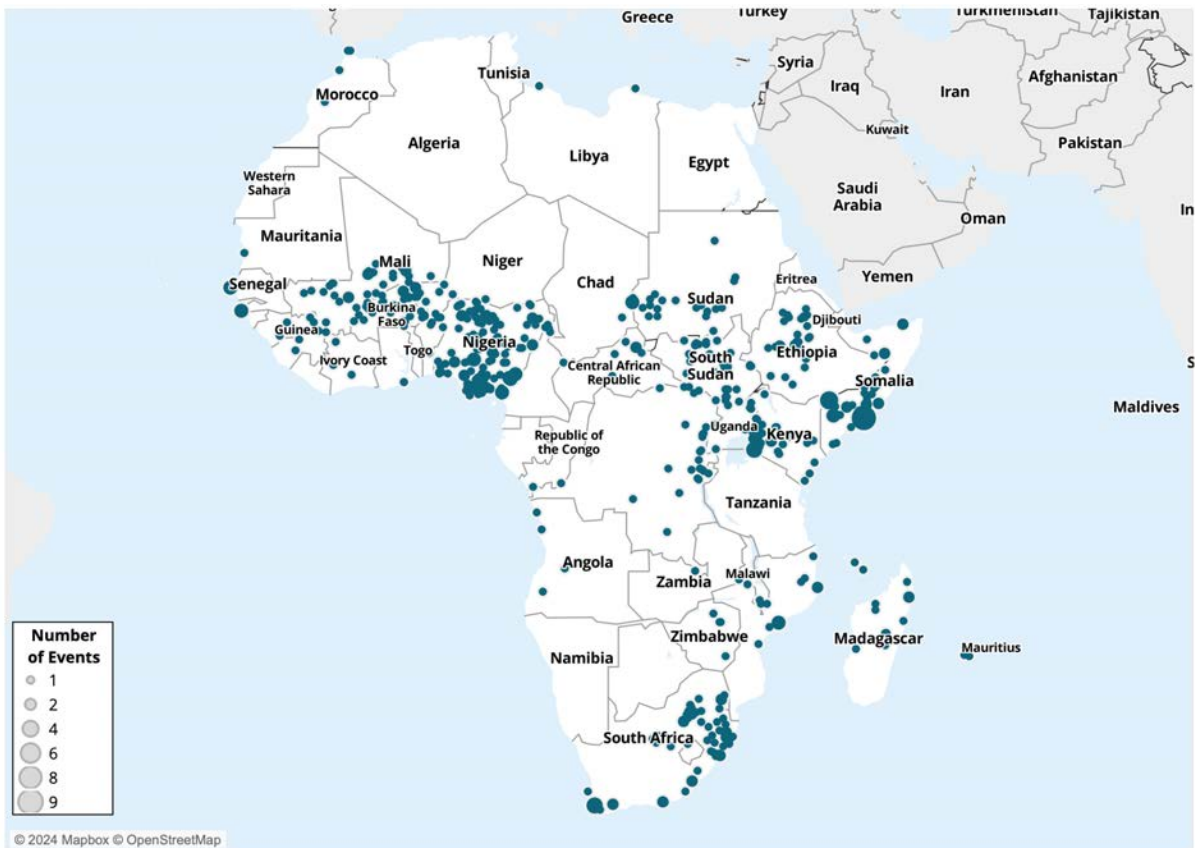 Greece
Turkey
Turkmenistan
Tajikistan
Syria
Tunisia
Afghanistan
Iraq
Iran
Morocco
Kuwait
Algeria
Pakistan
Libya
Egypt
Western
Sahara
Saudi
Arabia
In
Oman
Mauritania
Mali
Niger
Yemen
Eritrea
Senegal
Chad
Sudan
Burkina
Faso
Djibouti
Guinea
Nigeria
Togo
Ethiopia
Ivory Coast
South
Sudan
Central African
Republic
S
Somalia
Maldives
Uganda
Kenya
Republic of
the Congo
Tanzania
Angola
Malawi
Zambia
Zimbabwe
Madagascar
Mauritius
Namibia
South Africa
Number
of Events
1
2
4
6
8
9
© 2024 Mapbox © OpenStreetMap